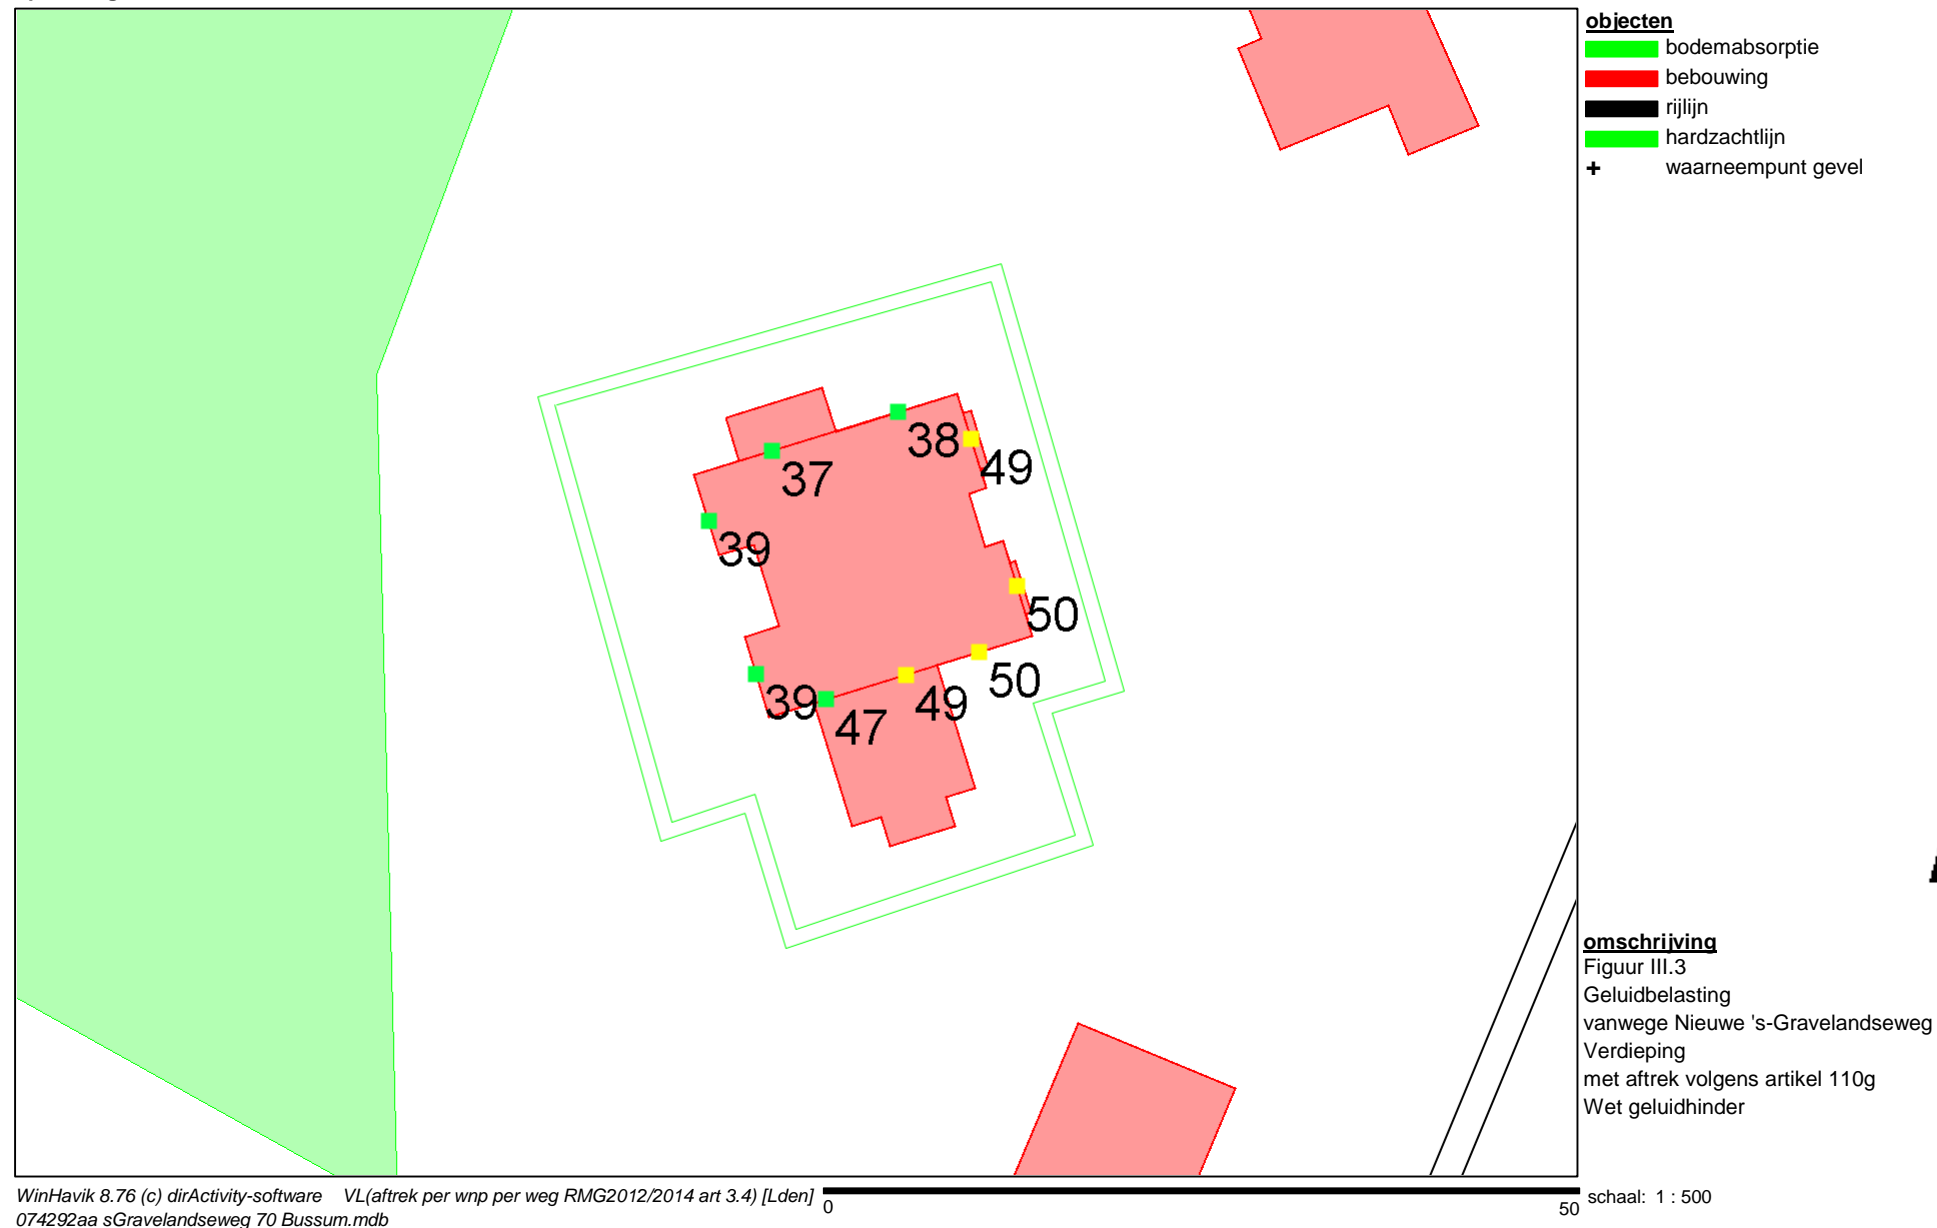 objecten
bodemabsorptie
bebouwing
rijlijn
hardzachtlijn
+ waarneempunt gevel
38
49
37
39
50
50
39
49
47
omschrijving
Figuur III.3
Geluidbelasting
vanwege Nieuwe 's-Gravelandseweg
Verdieping
met aftrek volgens artikel 110g
Wet geluidhinder
WinHavik 8.76 (c) dirActivity-software VL(aftrek per wnp per weg RMG2012/2014 art 3.4) [Lden]
0 50 schaal: 1 : 500
074292aa sGravelandseweg 70 Bussum.mdb